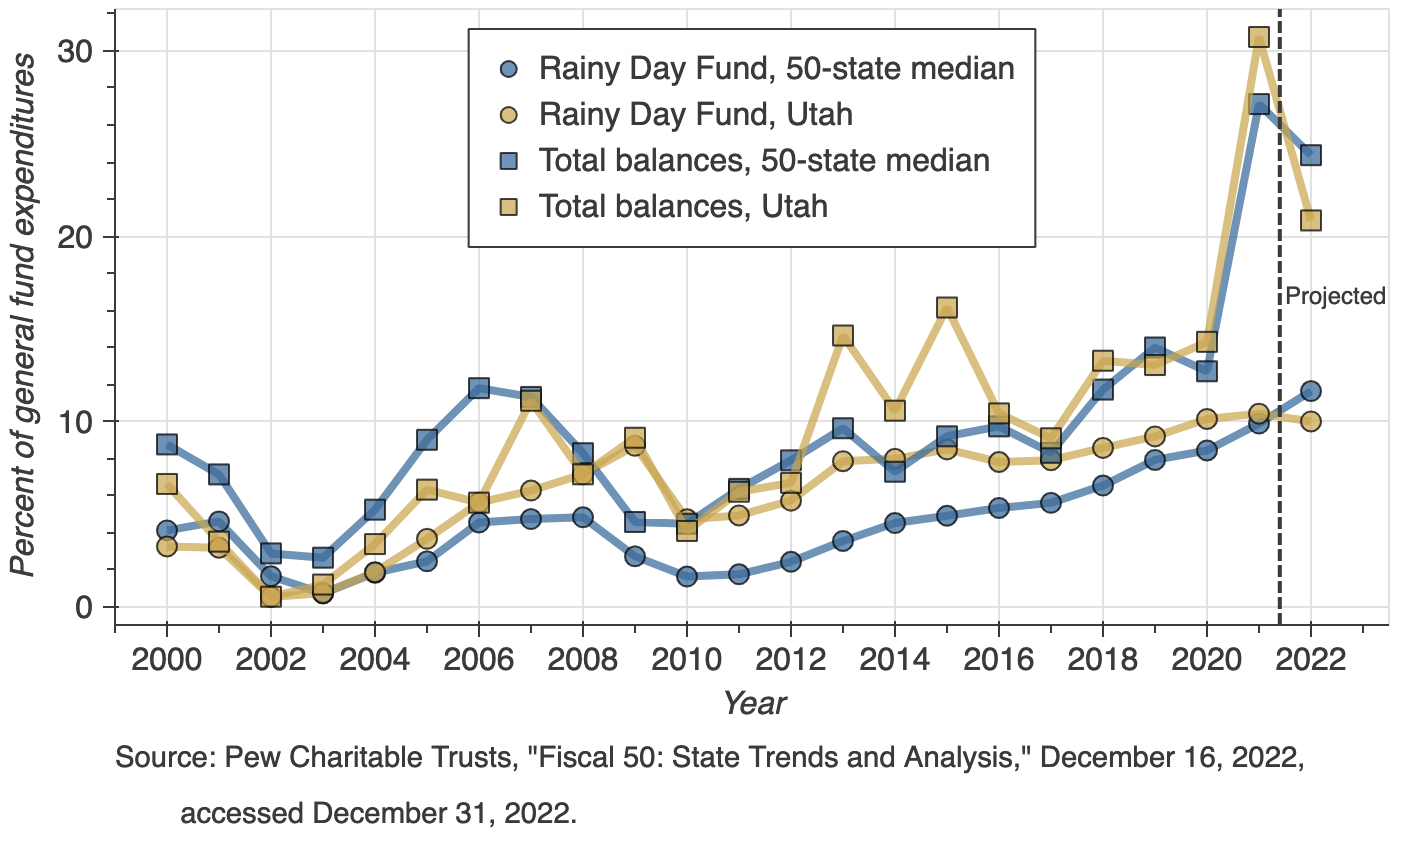 Percent of general fund expenditures
30
20
10
0
Rainy Day Fund, 50-state median
Rainy Day Fund, Utah
Total balances, 50-state median
Total balances, Utah
Projected
2000 2002 2004 2006 2008 2010 2012 2014 2016 2018 2020 2022
Year
Source: Pew Charitable Trusts, "Fiscal 50: State Trends and Analysis," December 16, 2022,
accessed December 31, 2022.